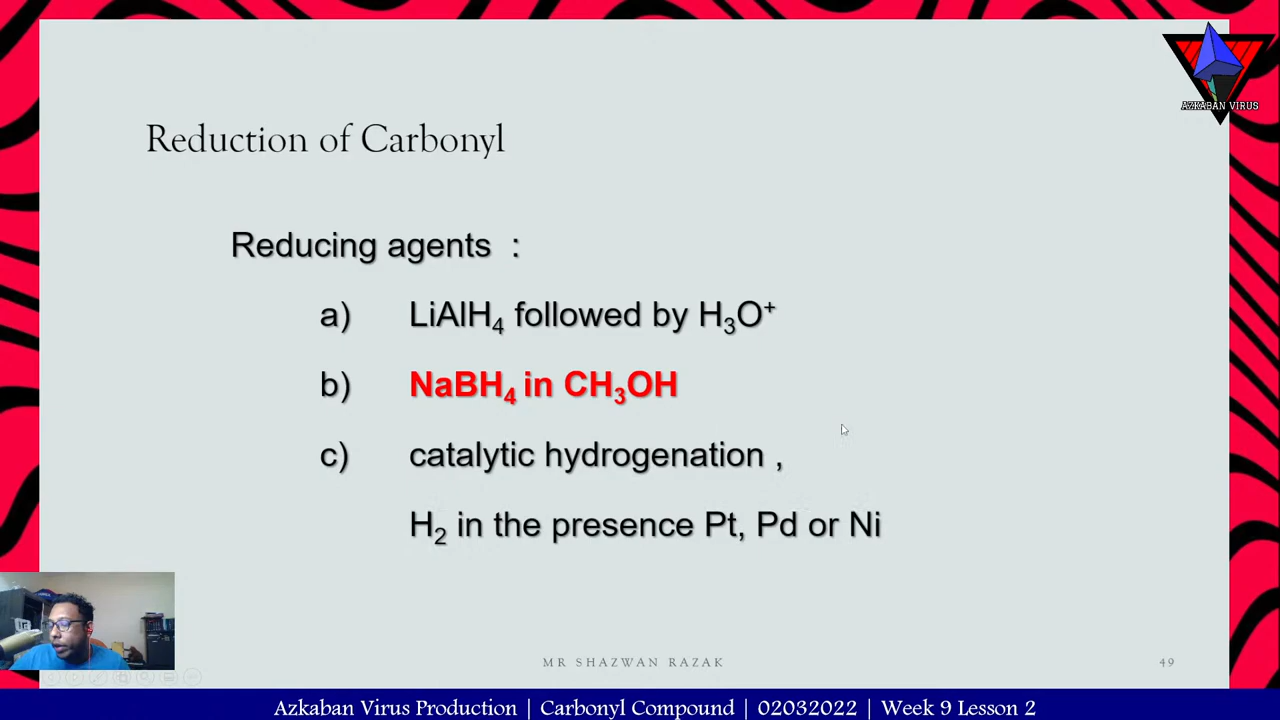 AZKABAN VIRUS
Reduction of Carbonyl
Reducing agents :
a) LiAlH₄ followed by H₃O⁺
b) NaBH₄ in CH₃OH
c) catalytic hydrogenation ,
H₂ in the presence Pt, Pd or Ni
MR SHAZWAN RAZAK
49
Azkaban Virus Production | Carbonyl Compound | 02032022 | Week 9 Lesson 2